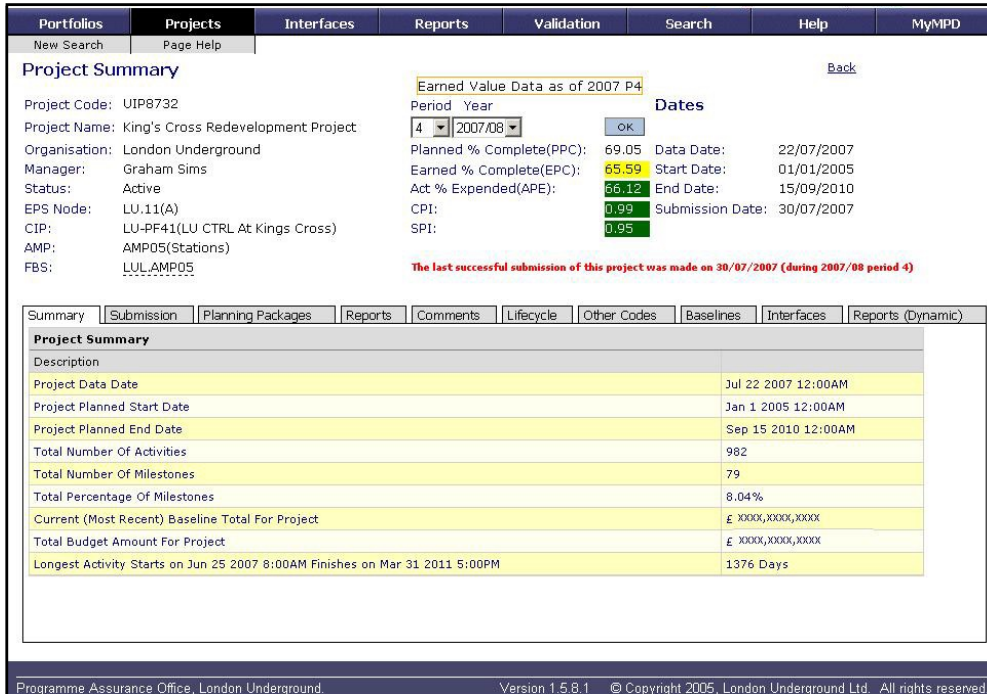 Portfolios Projects Interfaces Reports Validation Search Help MyMPD
New Search Page Help
Project Summary
Back
Earned Value Data as of 2007 P4
Project Code: UIP8732
Period Year
Dates
Project Name: King's Cross Redevelopment Project
4 2007/08 OK
Organisation: London Underground
Planned % Complete(PPC): 69.05
Data Date: 22/07/2007
Manager: Graham Sims
Earned % Complete(EPC): 65.59
Start Date: 01/01/2005
Status: Active
Act % Expended(APE): 66.12
End Date: 15/09/2010
EPS Node: LU.11(A)
CPI: 0.99
Submission Date: 30/07/2007
CIP: LU-PF41(LU CTRL At Kings Cross)
SPI: 0.95
AMP: AMP05(Stations)
FBS: LUL.AMP05
The last successful submission of this project was made on 30/07/2007 (during 2007/08 period 4)
Summary Submission Planning Packages Reports Comments Lifecycle Other Codes Baselines Interfaces Reports (Dynamic)
Project Summary
Description
Project Data Date Jul 22 2007 12:00AM
Project Planned Start Date Jan 1 2005 12:00AM
Project Planned End Date Sep 15 2010 12:00AM
Total Number Of Activities 982
Total Number Of Milestones 79
Total Percentage Of Milestones 8.04%
Current (Most Recent) Baseline Total For Project £ XXXX,XXXX,XXXX
Total Budget Amount For Project £ XXXX,XXXX,XXXX
Longest Activity Starts on Jun 25 2007 8:00AM Finishes on Mar 31 2011 5:00PM 1376 Days
Programme Assurance Office, London Underground. Version 1.5.8.1 © Copyright 2005, London Underground Ltd. All rights reserved